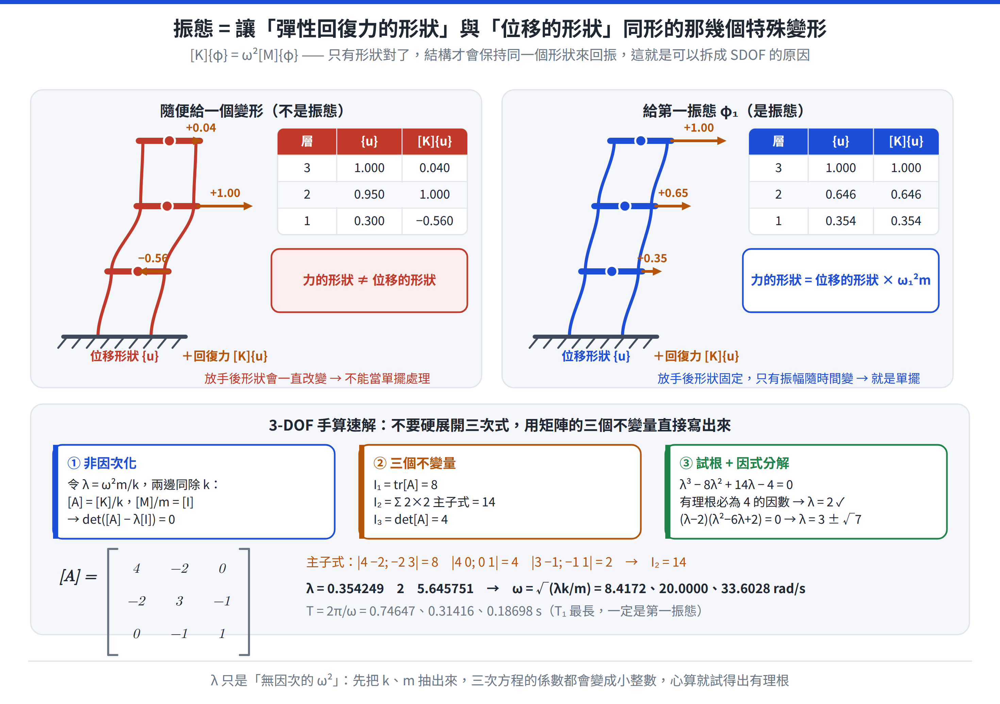 振態 = 讓「彈性回復力的形狀」與「位移的形狀」同形的那幾個特殊變形
[K]{φ} = ω²[M]{φ} —— 只有形狀對了，結構才會保持同一個形狀來回振，這就是可以拆成 SDOF 的原因
隨便給一個變形（不是振態）
+0.04
+1.00
−0.56
層 {u} [K]{u}
3 1.000 0.040
2 0.950 1.000
1 0.300 −0.560
力的形狀 ≠ 位移的形狀
位移形狀 {u} ＋回復力 [K]{u}
放手後形狀會一直改變 → 不能當單擺處理
給第一振態 φ₁（是振態）
+1.00
+0.65
+0.35
層 {u} [K]{u}
3 1.000 1.000
2 0.646 0.646
1 0.354 0.354
力的形狀 = 位移的形狀 × ω₁²m
位移形狀 {u} ＋回復力 [K]{u}
放手後形狀固定，只有振幅隨時間變 → 就是單擺
3-DOF 手算速解：不要硬展開三次式，用矩陣的三個不變量直接寫出來
① 非因次化
令 λ = ω²m/k，兩邊同除 k：
[A] = [K]/k，[M]/m = [I]
→ det([A] − λ[I]) = 0
② 三個不變量
I₁ = tr[A] = 8
I₂ = Σ 2×2 主子式 = 14
I₃ = det[A] = 4
③ 試根 + 因式分解
λ³ − 8λ² + 14λ − 4 = 0
有理根必為 4 的因數 → λ = 2 ✓
(λ−2)(λ²−6λ+2) = 0 → λ = 3 ± √7
[A] =
4 −2 0
−2 3 −1
0 −1 1
主子式：|4 −2; −2 3| = 8 |4 0; 0 1| = 4 |3 −1; −1 1| = 2 → I₂ = 14
λ = 0.354249 2 5.645751 → ω = √(λk/m) = 8.4172、20.0000、33.6028 rad/s
T = 2π/ω = 0.74647、0.31416、0.18698 s（T₁ 最長，一定是第一振態）
λ 只是「無因次的 ω²」：先把 k、m 抽出來，三次方程的係數都會變成小整數，心算就試得出有理根